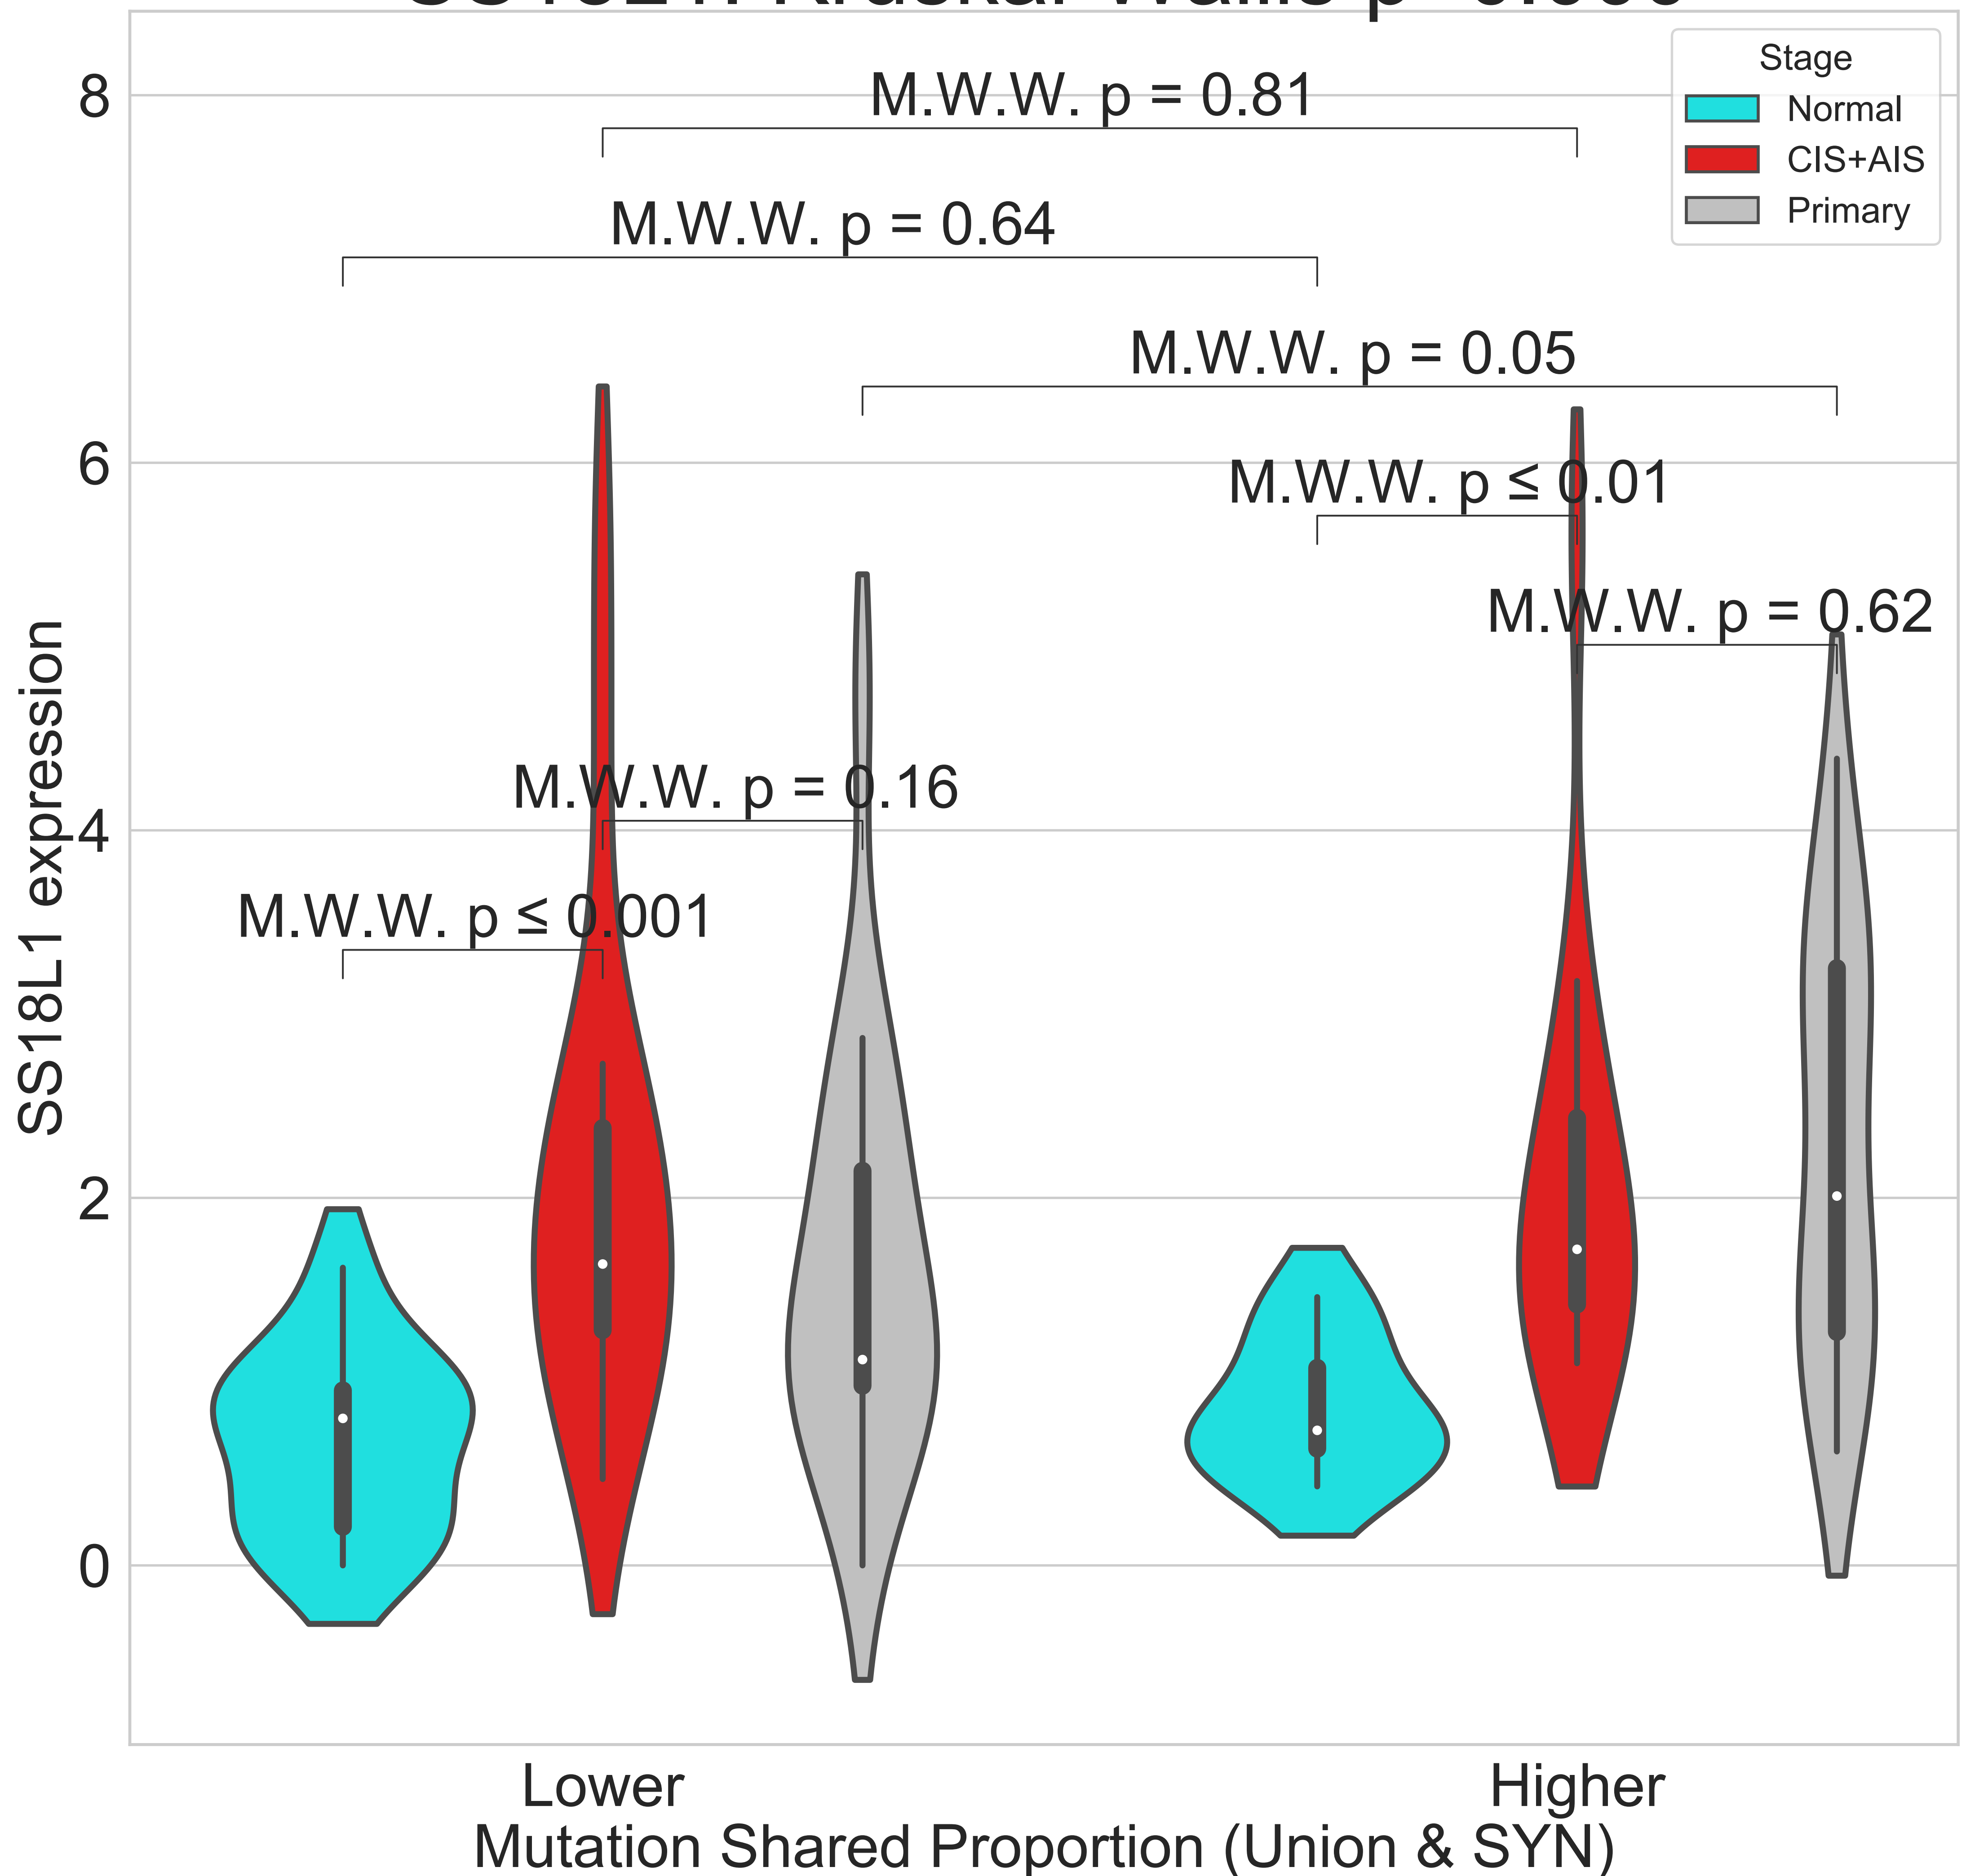 Stage
Normal
CIS+AIS
Primary
M.W.W. p = 0.81
M.W.W. p = 0.64
M.W.W. p = 0.05
M.W.W. p ≤ 0.01
M.W.W. p = 0.62
M.W.W. p = 0.16
M.W.W. p ≤ 0.001
8
6
4
2
0
SS18L1 expression
Lower
Higher
Mutation Shared Proportion (Union & SYN)